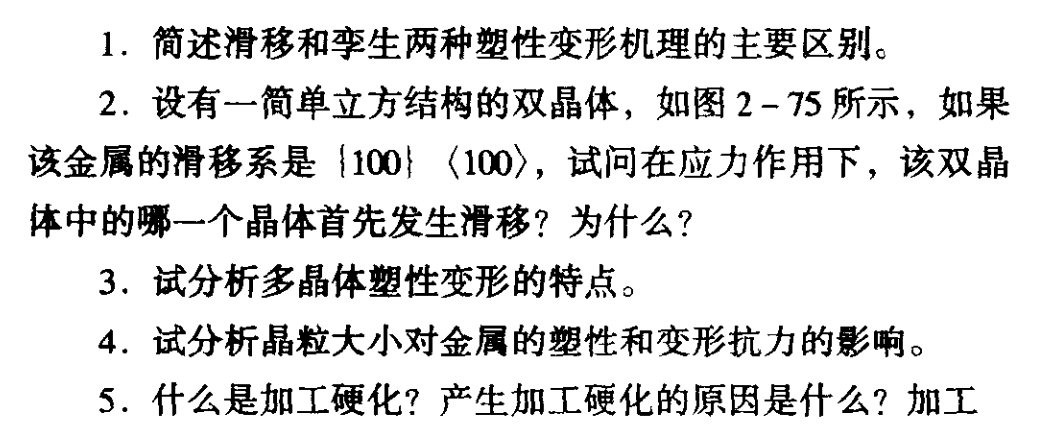 1. 简述滑移和孪生两种塑性变形机理的主要区别。
2. 设有一简单立方结构的双晶体，如图 2-75 所示，如果
该金属的滑移系是 {100} 〈100〉，试问在应力作用下，该双晶
体中的哪一个晶体首先发生滑移？为什么？
3. 试分析多晶体塑性变形的特点。
4. 试分析晶粒大小对金属的塑性和变形抗力的影响。
5. 什么是加工硬化？产生加工硬化的原因是什么？加工